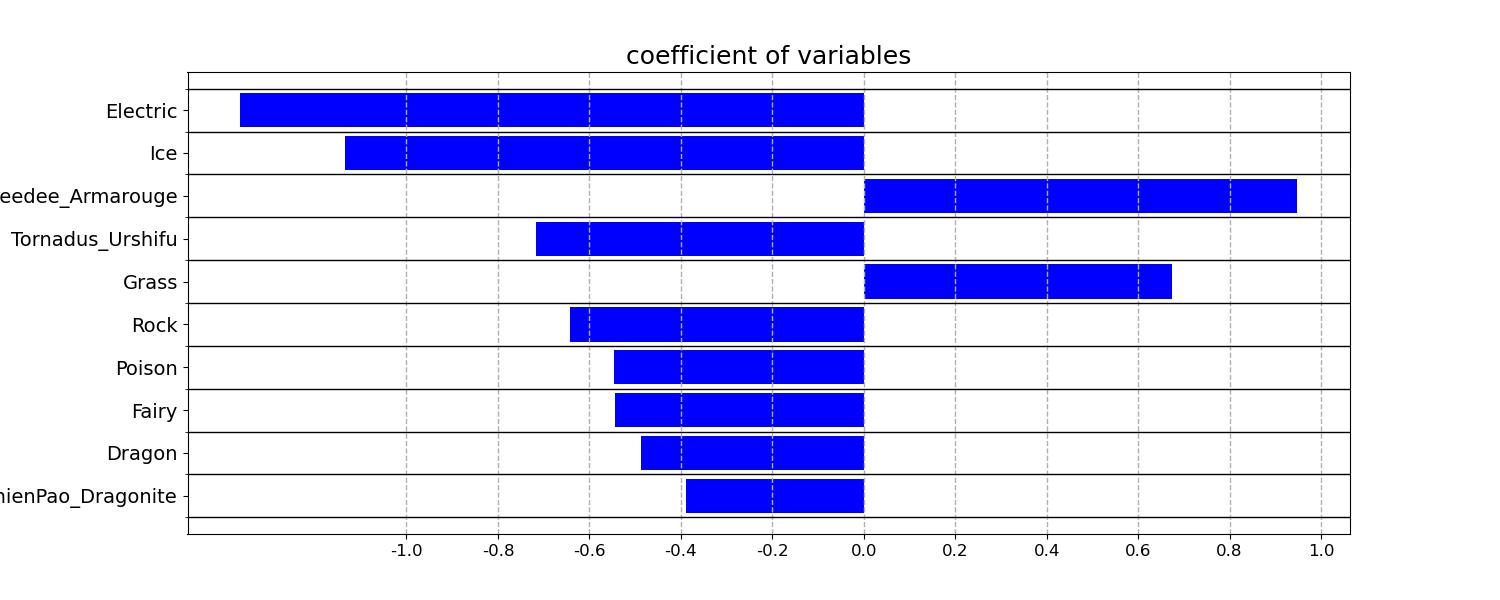 coefficient of variables
Electric
Ice
eedee_Armarouge
Tornadus_Urshifu
Grass
Rock
Poison
Fairy
Dragon
hienPao_Dragonite
-1.0 -0.8 -0.6 -0.4 -0.2 0.0 0.2 0.4 0.6 0.8 1.0